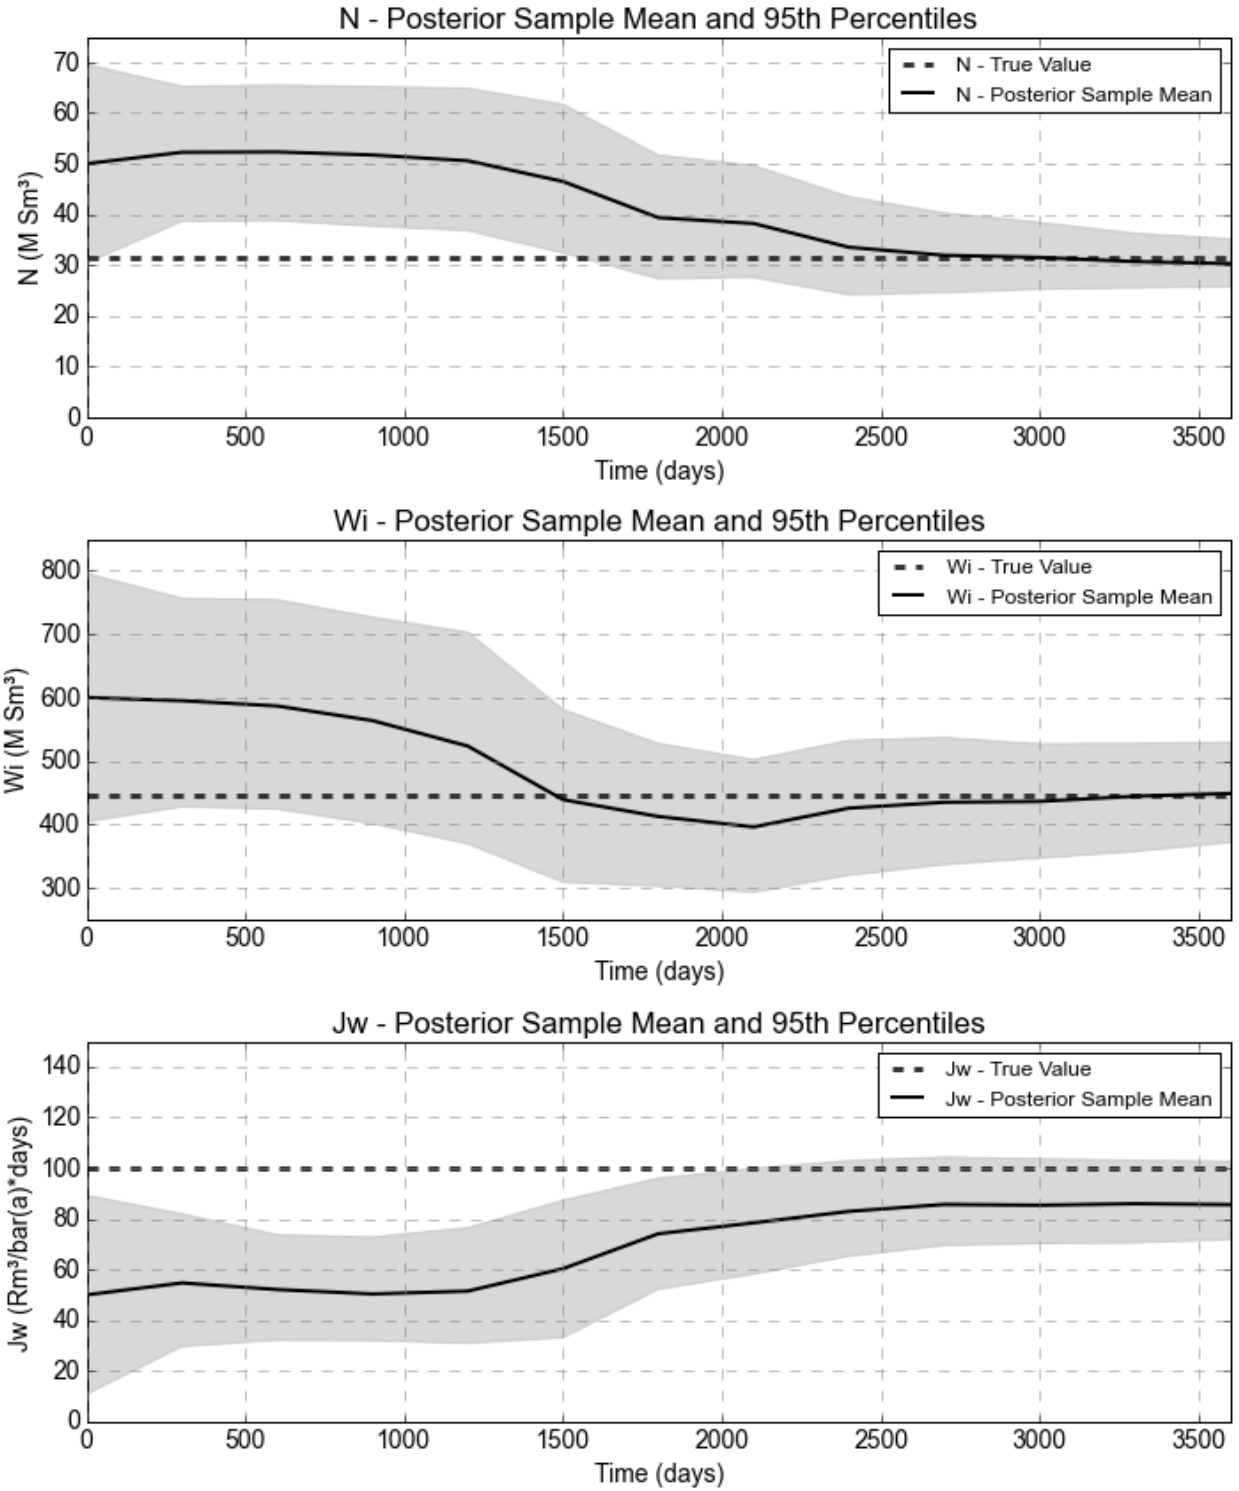 N - Posterior Sample Mean and 95th Percentiles
70
60
50
40
30
20
10
0
N (M Sm³)
N - True Value
N - Posterior Sample Mean
0 500 1000 1500 2000 2500 3000 3500
Time (days)
Wi - Posterior Sample Mean and 95th Percentiles
800
700
600
500
400
300
Wi (M Sm³)
Wi - True Value
Wi - Posterior Sample Mean
0 500 1000 1500 2000 2500 3000 3500
Time (days)
Jw - Posterior Sample Mean and 95th Percentiles
140
120
100
80
60
40
20
0
Jw (Rm³/bar(a)*days)
Jw - True Value
Jw - Posterior Sample Mean
0 500 1000 1500 2000 2500 3000 3500
Time (days)